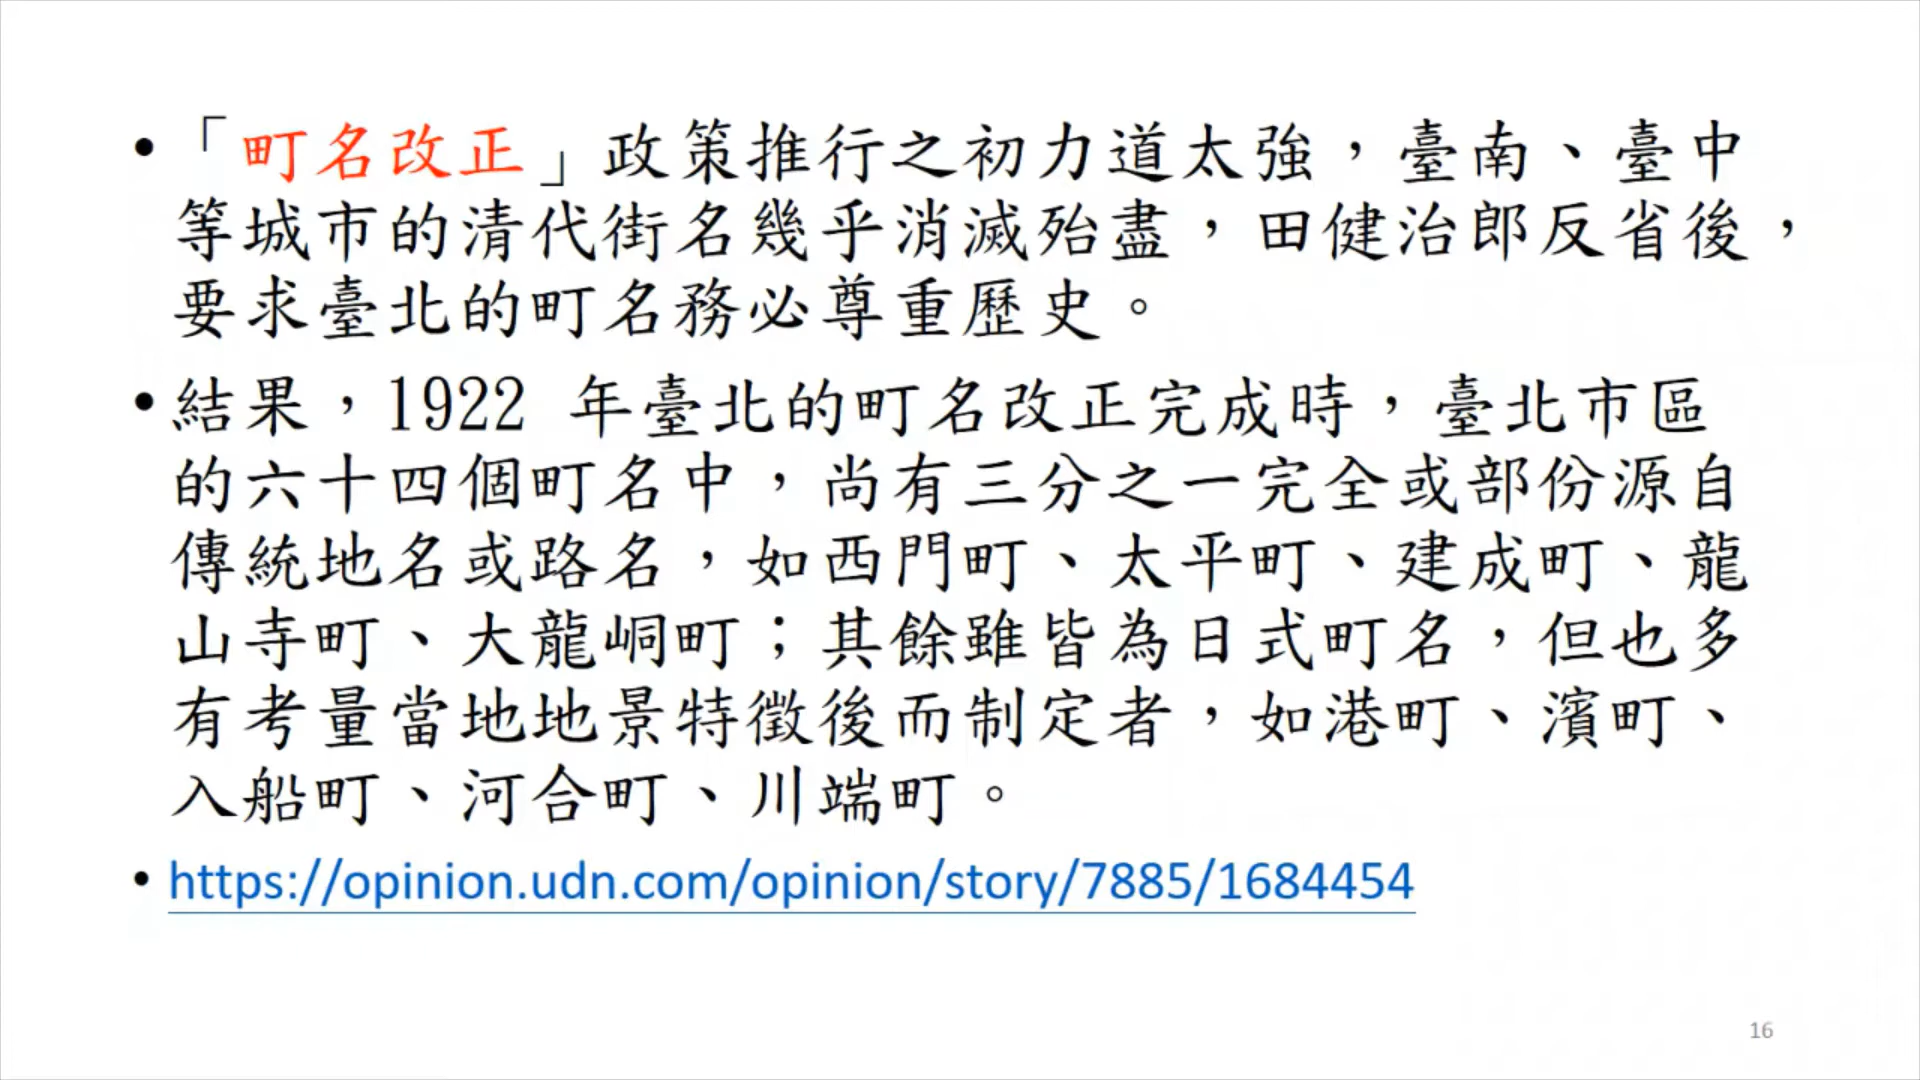 •「町名改正」政策推行之初力道太強，臺南、臺中
等城市的清代街名幾乎消滅殆盡，田健治郎反省後，
要求臺北的町名務必尊重歷史。
•結果，1922 年臺北的町名改正完成時，臺北市區
的六十四個町名中，尚有三分之一完全或部份源自
傳統地名或路名，如西門町、太平町、建成町、龍
山寺町、大龍峒町；其餘雖皆為日式町名，但也多
有考量當地地景特徵後而制定者，如港町、濱町、
入船町、河合町、川端町。
•https://opinion.udn.com/opinion/story/7885/1684454
16